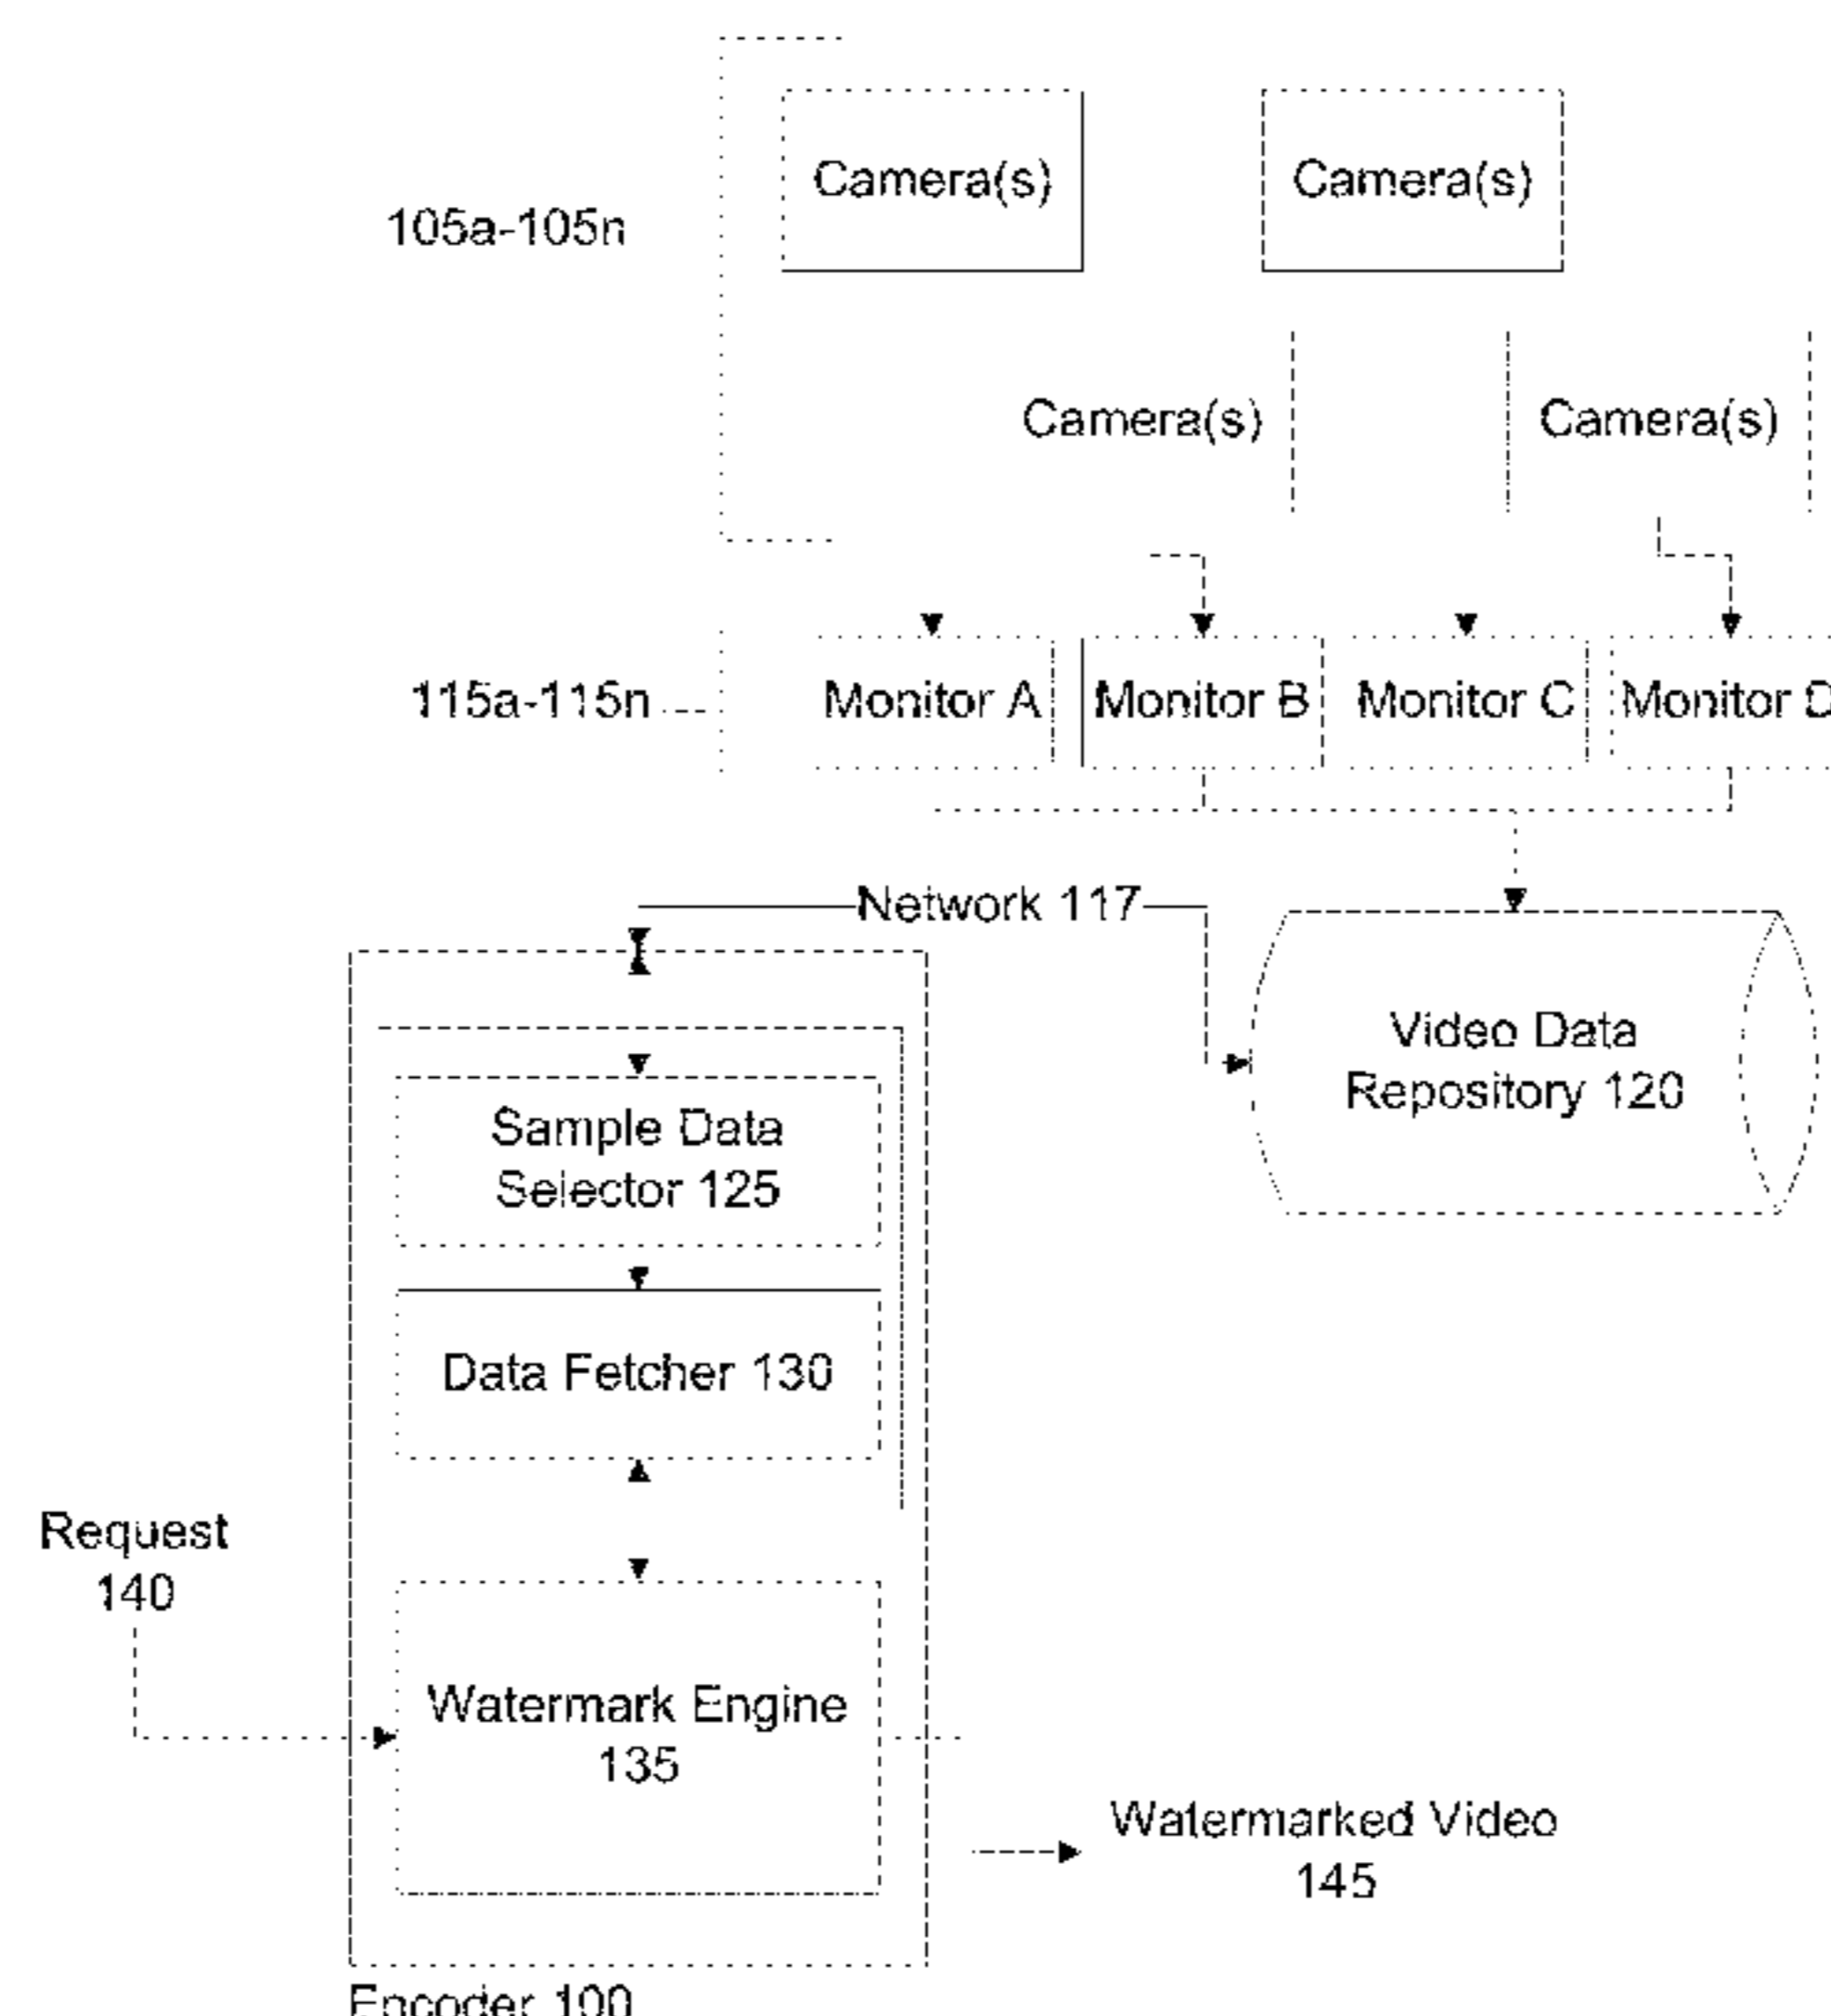 Camera(s)
Camera(s)
105a-105n
Camera(s)
Camera(s)
115a-115n
Monitor A
Monitor B
Monitor C
Monitor D
Network 117
Video Data
Repository 120
Sample Data
Selector 125
Data Fetcher 130
Request
140
Watermark Engine
135
Watermarked Video
145
Encoder 100